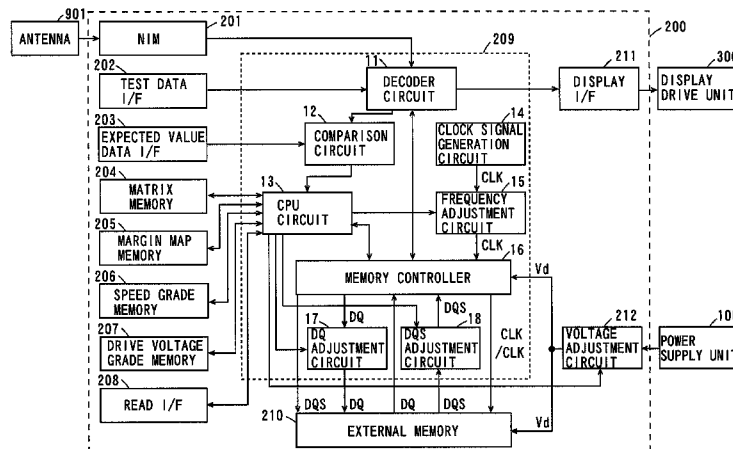 901
201
209
200
ANTENNA
NIM
202
11
211
300
TEST DATA
I/F
DECODER
CIRCUIT
DISPLAY
I/F
DISPLAY
DRIVE UNIT
203
12
14
EXPECTED VALUE
DATA I/F
COMPARISON
CIRCUIT
CLOCK SIGNAL
GENERATION
CIRCUIT
204
13
CLK
15
MATRIX
MEMORY
CPU
CIRCUIT
FREQUENCY
ADJUSTMENT
CIRCUIT
205
MARGIN MAP
MEMORY
CLK
16
206
MEMORY CONTROLLER
Vd
SPEED GRADE
MEMORY
DQ
DQS
207
17
18
CLK
/CLK
212
DRIVE VOLTAGE
GRADE MEMORY
DQ
ADJUSTMENT
CIRCUIT
DQS
ADJUSTMENT
CIRCUIT
VOLTAGE
ADJUSTMENT
CIRCUIT
POWER
SUPPLY UNIT
208
READ I/F
DQS
DQ
DQ
DQS
Vd
210
EXTERNAL MEMORY